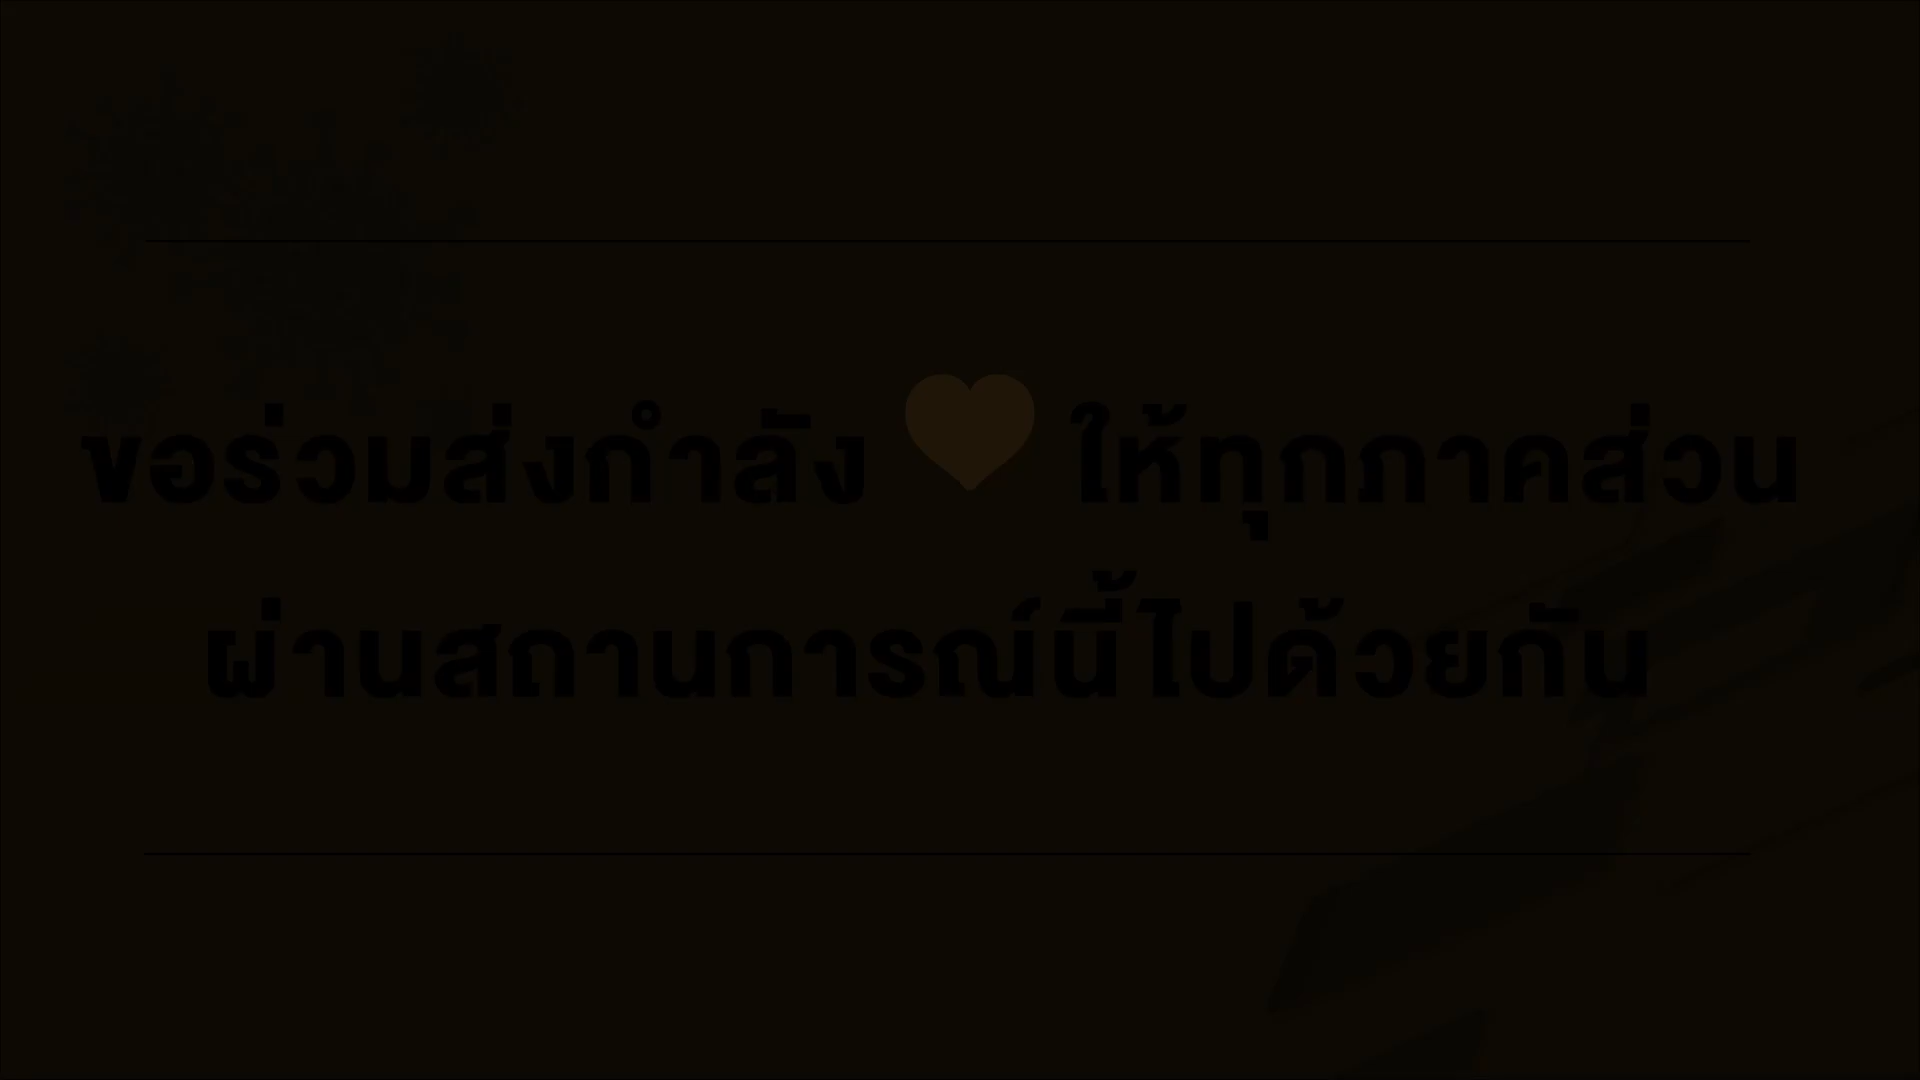 ขอร่วมส่งกำลัง ให้ทุกภาคส่วน
ผ่านสถานการณ์นี้ไปด้วยกัน